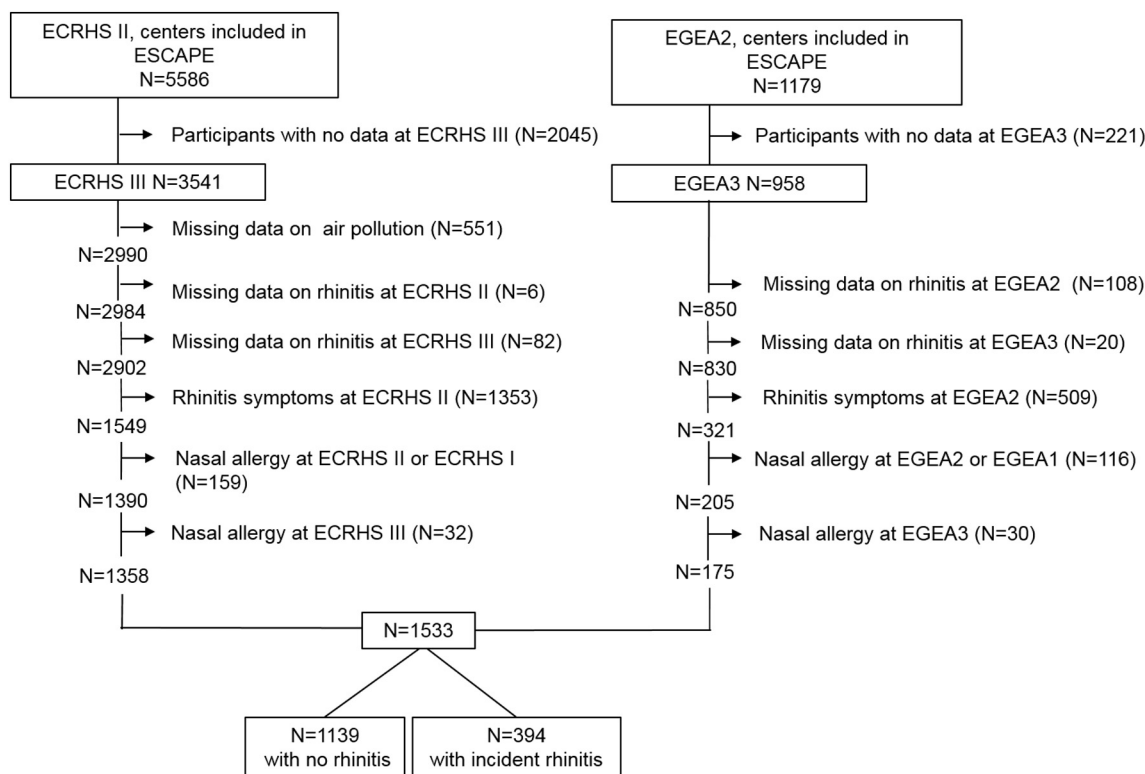 ECRHS II, centers included in
ESCAPE
N=5586
Participants with no data at ECRHS III (N=2045)
ECRHS III N=3541
Missing data on air pollution (N=551)
N=2990
Missing data on rhinitis at ECRHS II (N=6)
N=2984
Missing data on rhinitis at ECRHS III (N=82)
N=2902
Rhinitis symptoms at ECRHS II (N=1353)
N=1549
Nasal allergy at ECRHS II or ECRHS I
(N=159)
N=1390
Nasal allergy at ECRHS III (N=32)
N=1358
EGEA2, centers included in
ESCAPE
N=1179
Participants with no data at EGEA3 (N=221)
EGEA3 N=958
Missing data on rhinitis at EGEA2 (N=108)
N=850
Missing data on rhinitis at EGEA3 (N=20)
N=830
Rhinitis symptoms at EGEA2 (N=509)
N=321
Nasal allergy at EGEA2 or EGEA1 (N=116)
N=205
Nasal allergy at EGEA3 (N=30)
N=175
N=1533
N=1139
with no rhinitis
N=394
with incident rhinitis